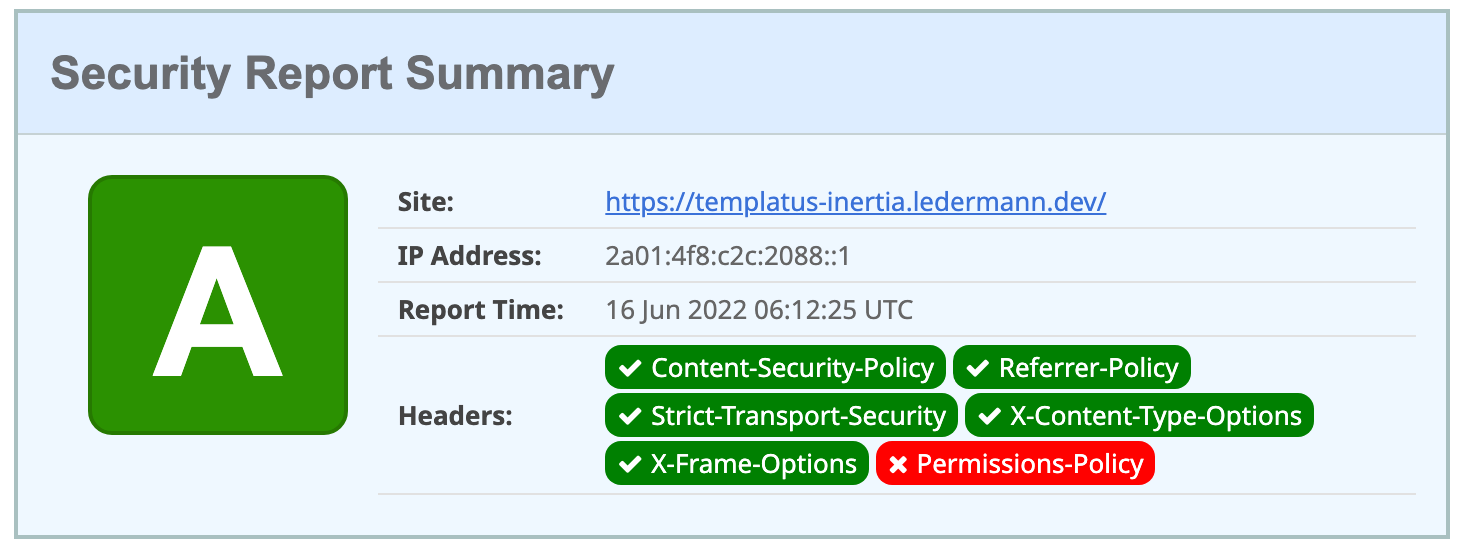 Security Report Summary
A
Site: https://templatus-inertia.ledermann.dev/
IP Address: 2a01:4f8:c2c:2088::1
Report Time: 16 Jun 2022 06:12:25 UTC
Headers:
Content-Security-Policy Referrer-Policy
Strict-Transport-Security X-Content-Type-Options
X-Frame-Options Permissions-Policy